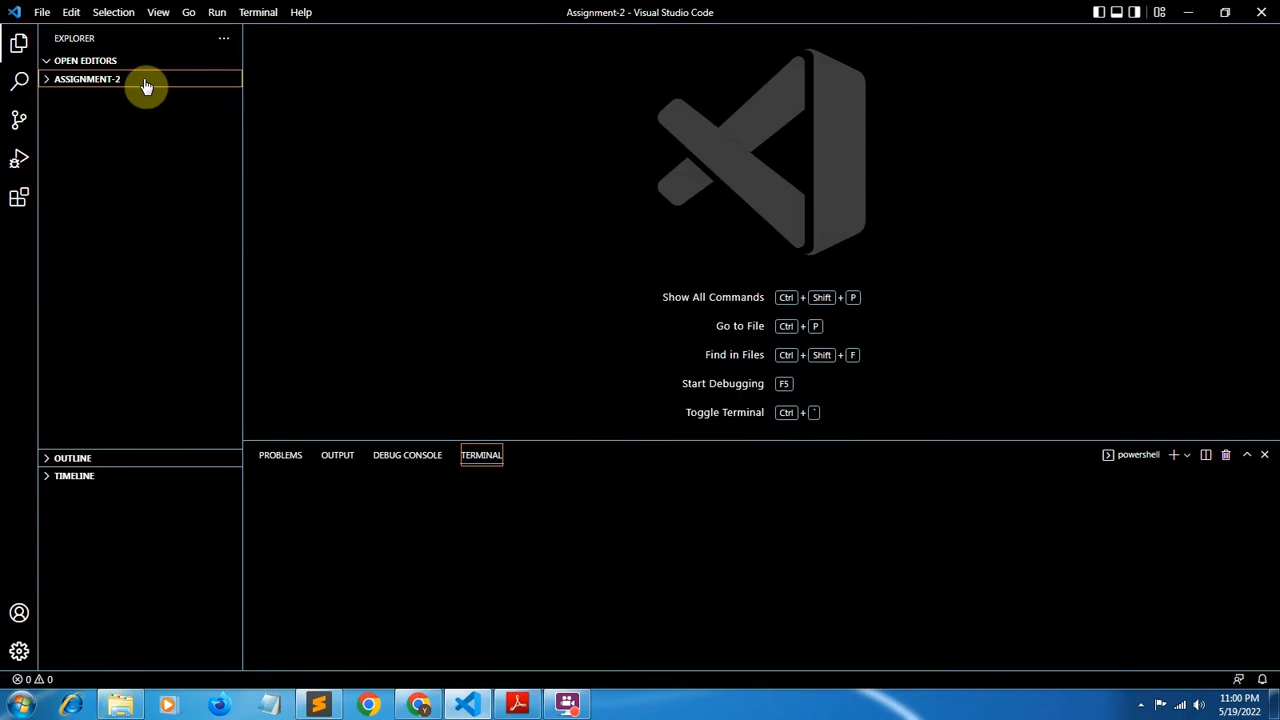 File Edit Selection View Go Run Terminal Help
Assignment-2 - Visual Studio Code
EXPLORER
OPEN EDITORS
ASSIGNMENT-2
Show All Commands Ctrl + Shift + P
Go to File Ctrl + P
Find in Files Ctrl + Shift + F
Start Debugging F5
Toggle Terminal Ctrl + `
OUTLINE
TIMELINE
PROBLEMS OUTPUT DEBUG CONSOLE TERMINAL
powershell
0 0
11:00 PM
5/19/2022